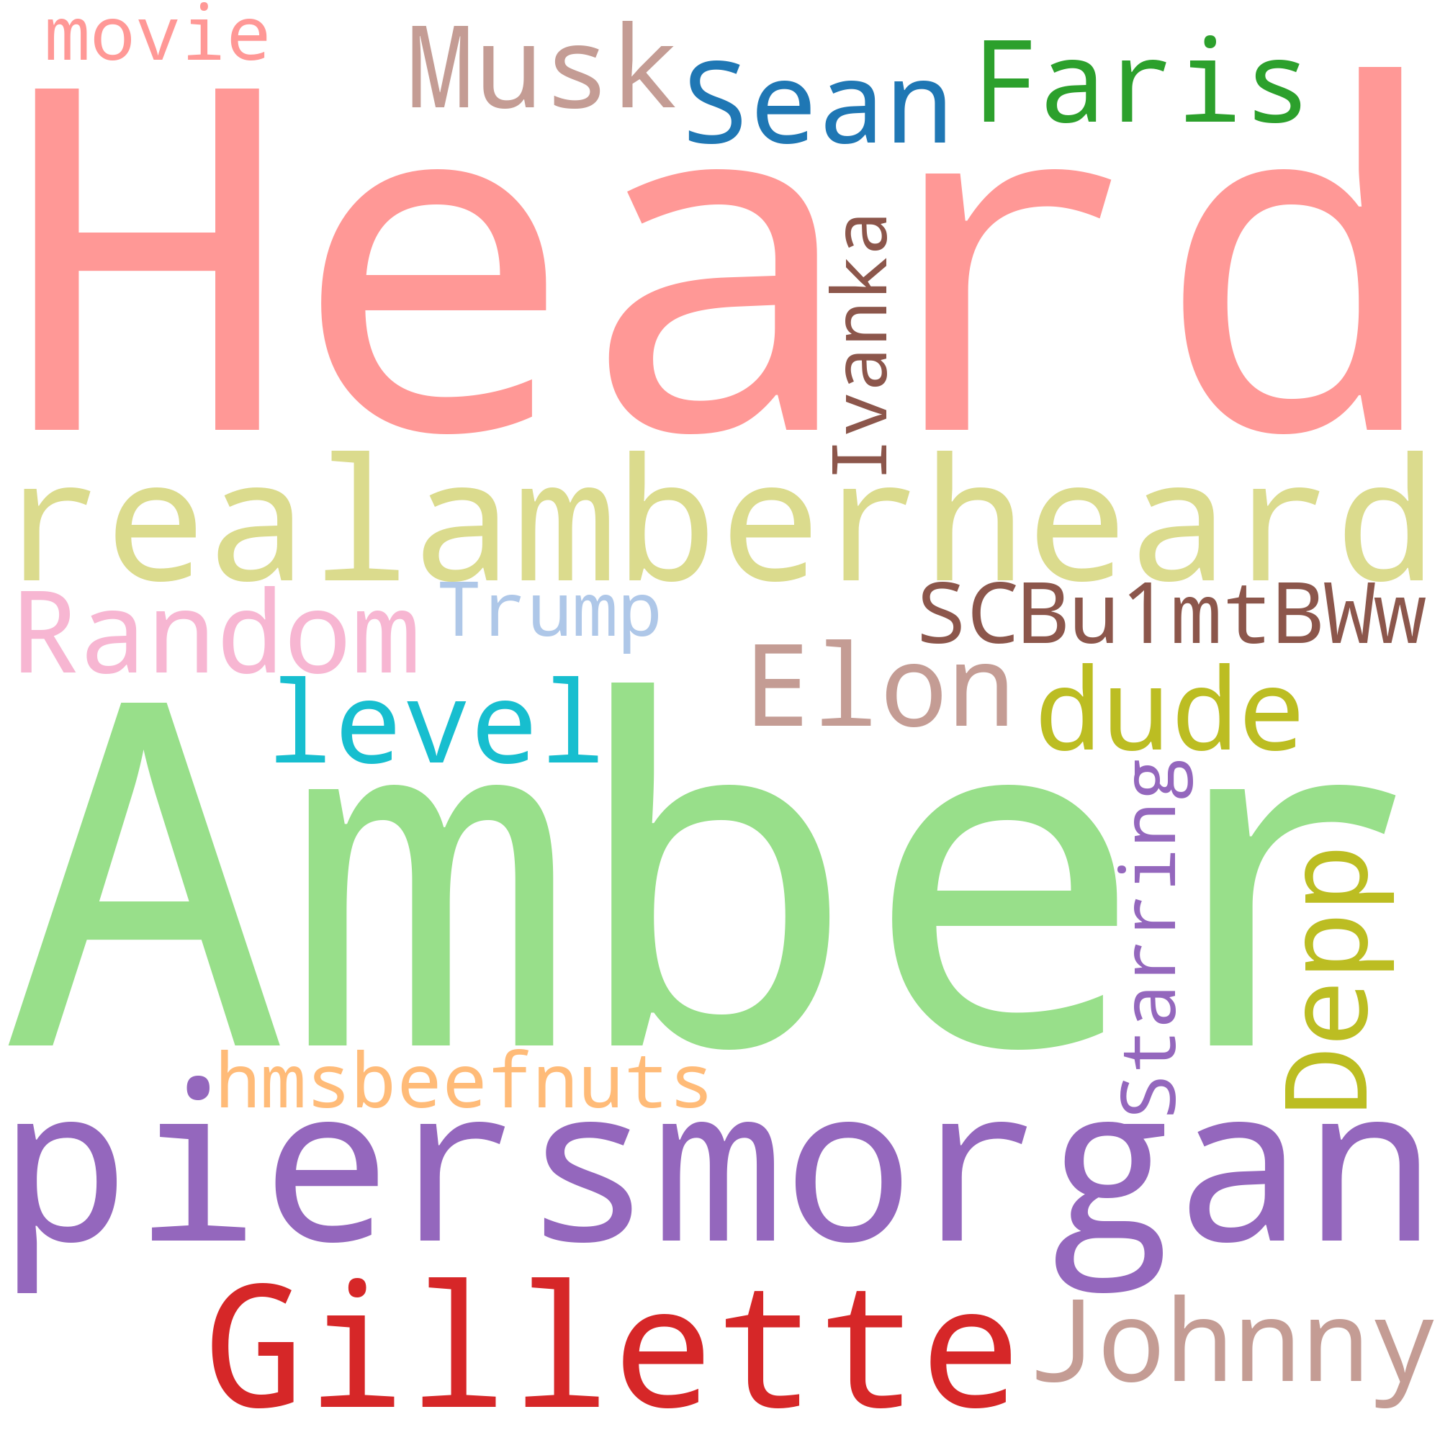 movie
Musk
Sean
Faris
Heard
Ivanka
realamberheard
Random
Trump
SCBu1mtBWw
level
Elon
dude
Amber
Starring
Depp
hmsbeefnuts
piersmorgan
Gillette
Johnny